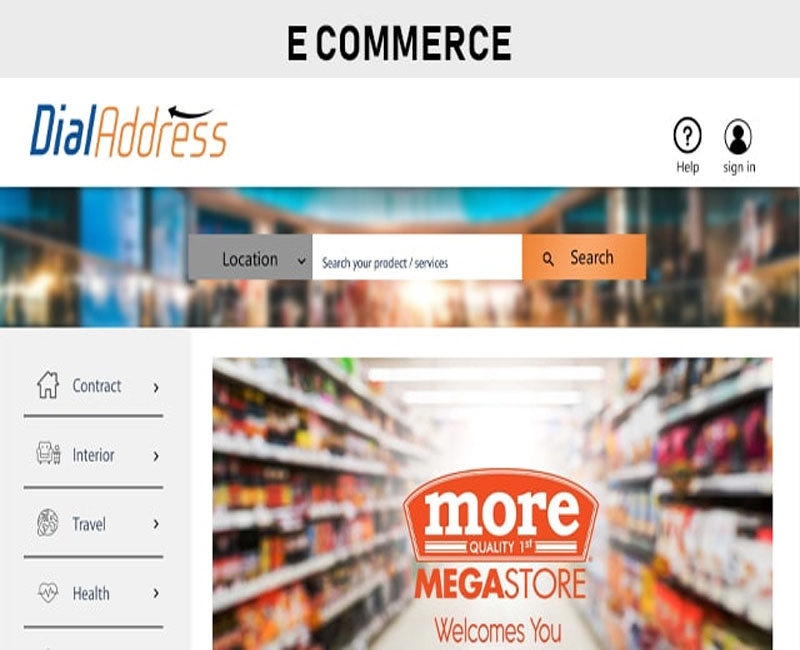 E COMMERCE
DialAddress
Help
sign in
Location
Search your prodect / services
Search
Contract
Interior
Travel
Health
more
QUALITY 1st
MEGASTORE
Welcomes You